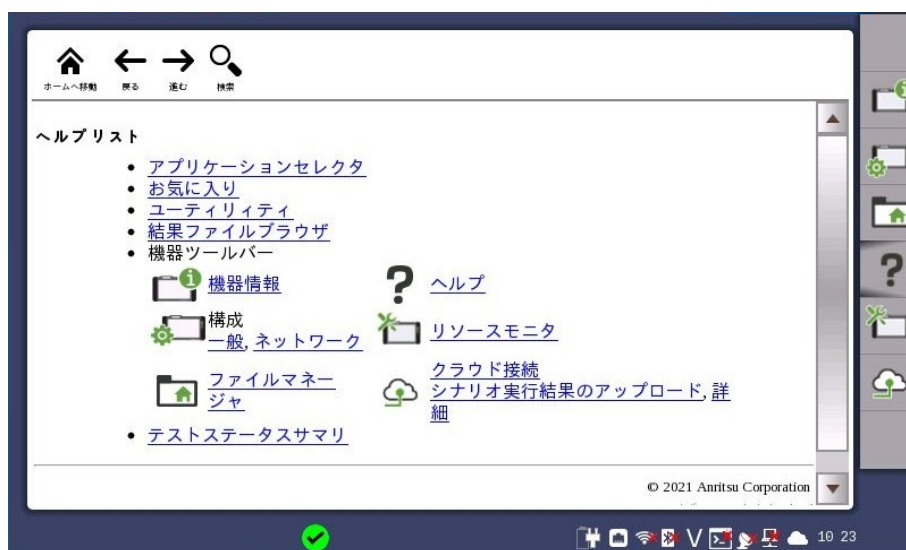 ホームへ移動 戻る 進む 検索
ヘルプリスト
アプリケーションセレクタ
お気に入り
ユーティリィティ
結果ファイルブラウザ
機器ツールバー
機器情報
ヘルプ
構成
一般, ネットワーク
リソースモニタ
ファイルマネー
ジャ
クラウド接続
シナリオ実行結果のアップロード, 詳
細
テストステータスサマリ
© 2021 Anritsu Corporation
10 23